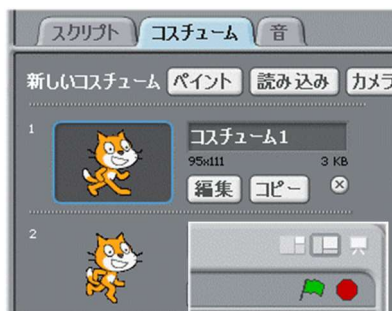 スクリプト コスチューム 音
新しいコスチューム ペイント 読み込み カメラ
1
コスチューム1
95x111 3 KB
編集 コピー
2